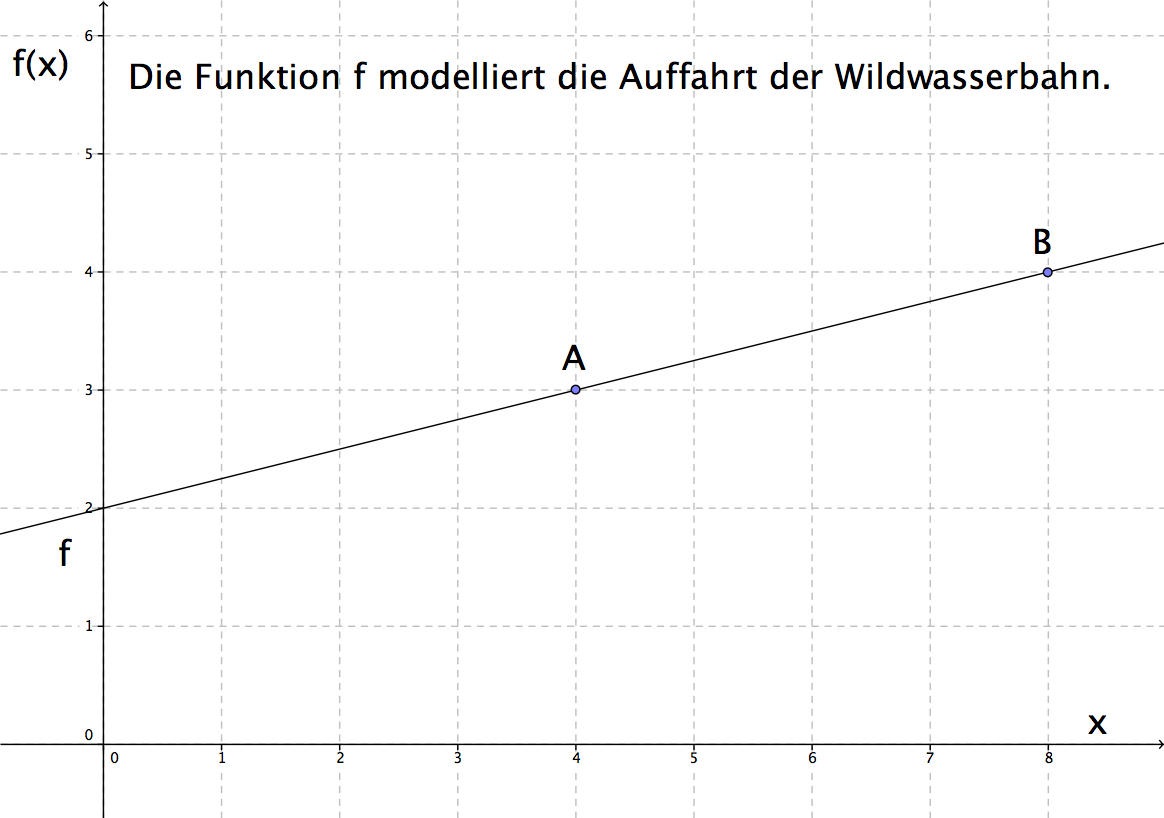 6
f(x)
Die Funktion f modelliert die Auffahrt der Wildwasserbahn.
5
B
4
A
3
2
f
1
x
0
0 1 2 3 4 5 6 7 8